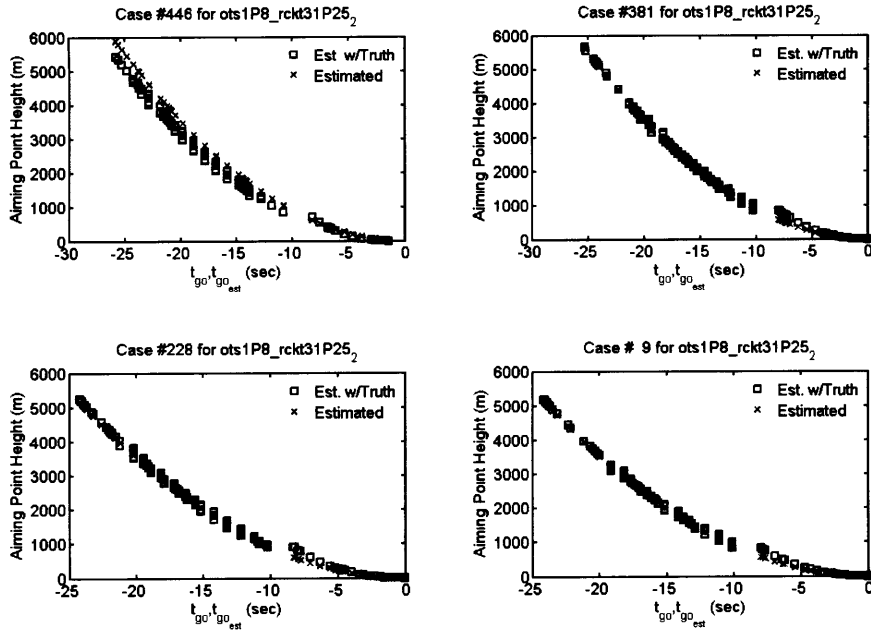 Case #446 for ots1P8_rckt31P25_2
Aiming Point Height (m)
6000
5000
4000
3000
2000
1000
0
Est. w/Truth
Estimated
-30 -25 -20 -15 -10 -5 0
t_go,t_go_est (sec)
Case #381 for ots1P8_rckt31P25_2
Aiming Point Height (m)
6000
5000
4000
3000
2000
1000
0
Est. w/Truth
Estimated
-30 -25 -20 -15 -10 -5 0
t_go,t_go_est (sec)
Case #228 for ots1P8_rckt31P25_2
Aiming Point Height (m)
6000
5000
4000
3000
2000
1000
0
Est. w/Truth
Estimated
-25 -20 -15 -10 -5 0
t_go,t_go_est (sec)
Case # 9 for ots1P8_rckt31P25_2
Aiming Point Height (m)
6000
5000
4000
3000
2000
1000
0
Est. w/Truth
Estimated
-25 -20 -15 -10 -5 0
t_go,t_go_est (sec)